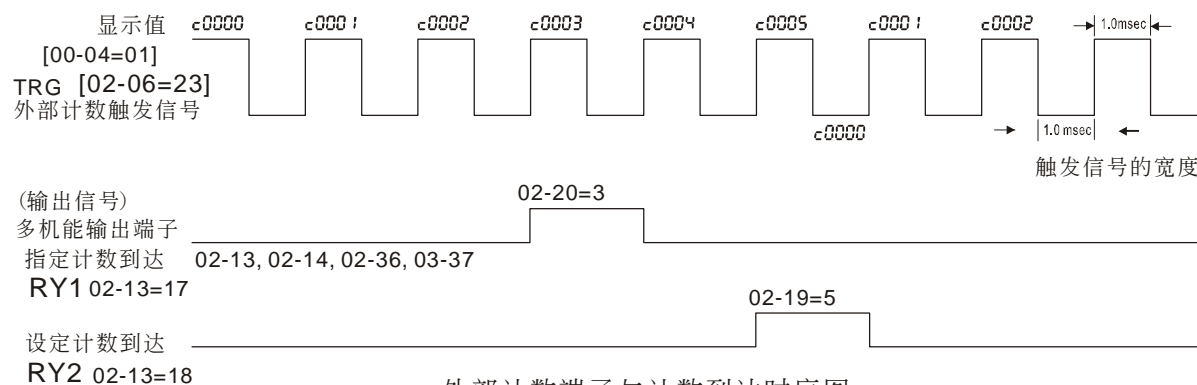 显示值 c0000 c0001 c0002 c0003 c0004 c0005 c0001 c0002 1.0msec
[00-04=01]
TRG [02-06=23]
外部计数触发信号
c0000 1.0 msec
触发信号的宽度
(输出信号) 02-20=3
多机能输出端子
指定计数到达 02-13, 02-14, 02-36, 03-37
RY1 02-13=17
02-19=5
设定计数到达
RY2 02-13=18